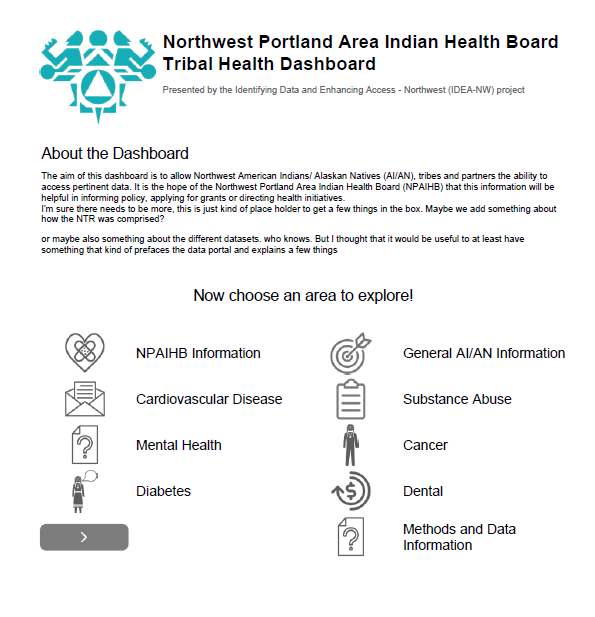 Northwest Portland Area Indian Health Board
Tribal Health Dashboard
Presented by the Identifying Data and Enhancing Access - Northwest (IDEA-NW) project
About the Dashboard
The aim of this dashboard is to allow Northwest American Indians/ Alaskan Natives (AI/AN), tribes and partners the ability to
access pertinent data. It is the hope of the Northwest Portland Area Indian Health Board (NPAIHB) that this information will be
helpful in informing policy, applying for grants or directing health initiatives.
I'm sure there needs to be more, this is just kind of place holder to get a few things in the box. Maybe we add something about
how the NTR was comprised?
or maybe also something about the different datasets. who knows. But I thought that it would be useful to at least have
something that kind of prefaces the data portal and explains a few things
Now choose an area to explore!
NPAIHB Information
General AI/AN Information
Cardiovascular Disease
Substance Abuse
Mental Health
Cancer
Diabetes
Dental
Methods and Data
Information